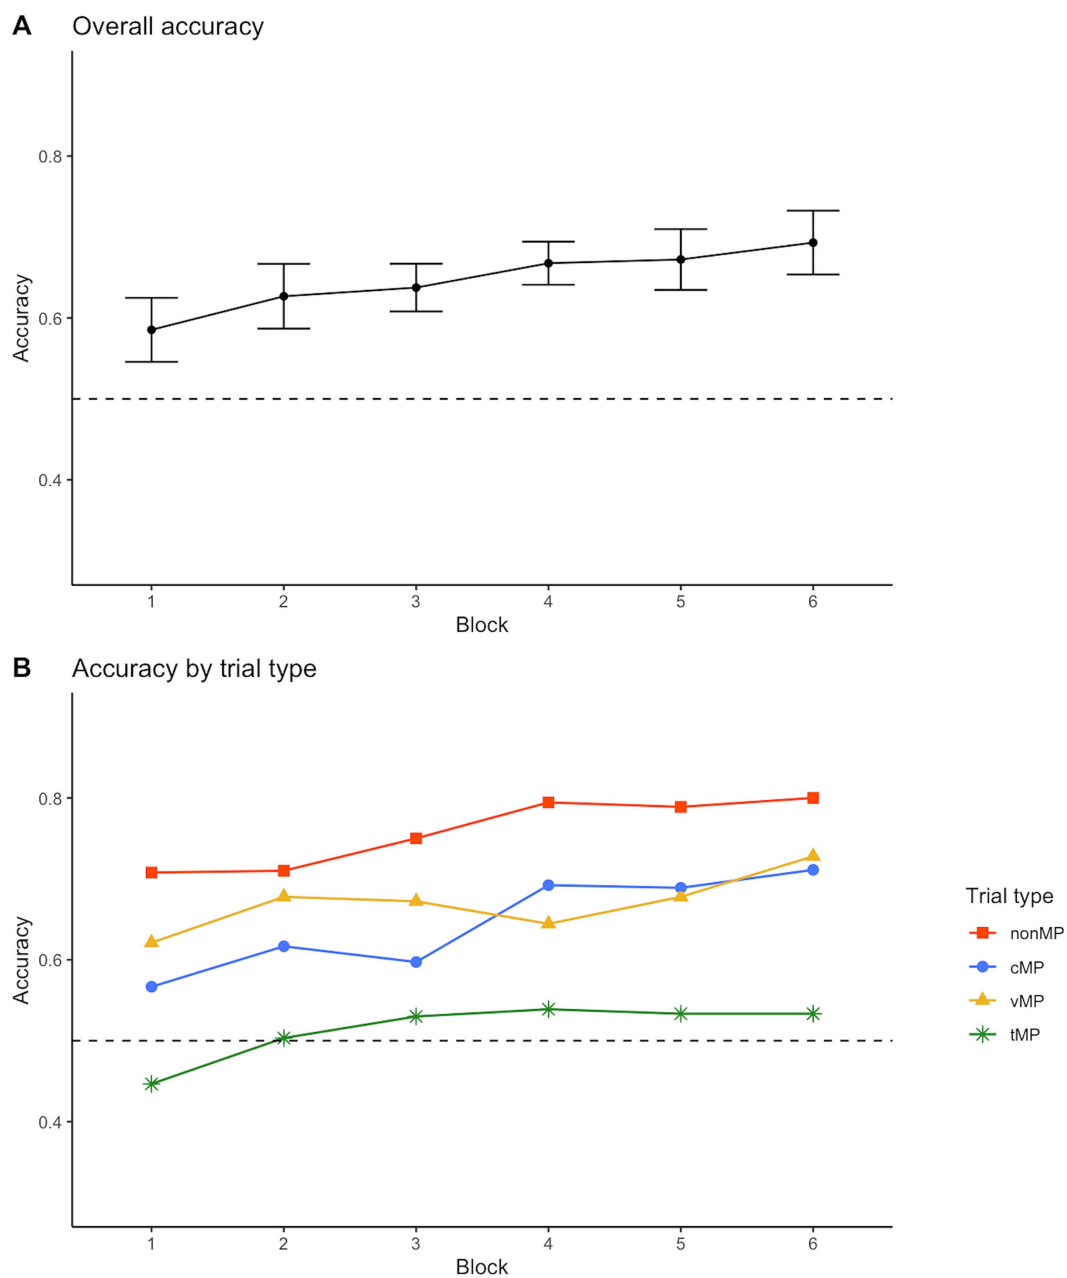 A Overall accuracy
0.8
0.6
0.4
Accuracy
1 2 3 4 5 6
Block
B Accuracy by trial type
0.8
0.6
0.4
Accuracy
1 2 3 4 5 6
Block
Trial type
nonMP
cMP
vMP
tMP